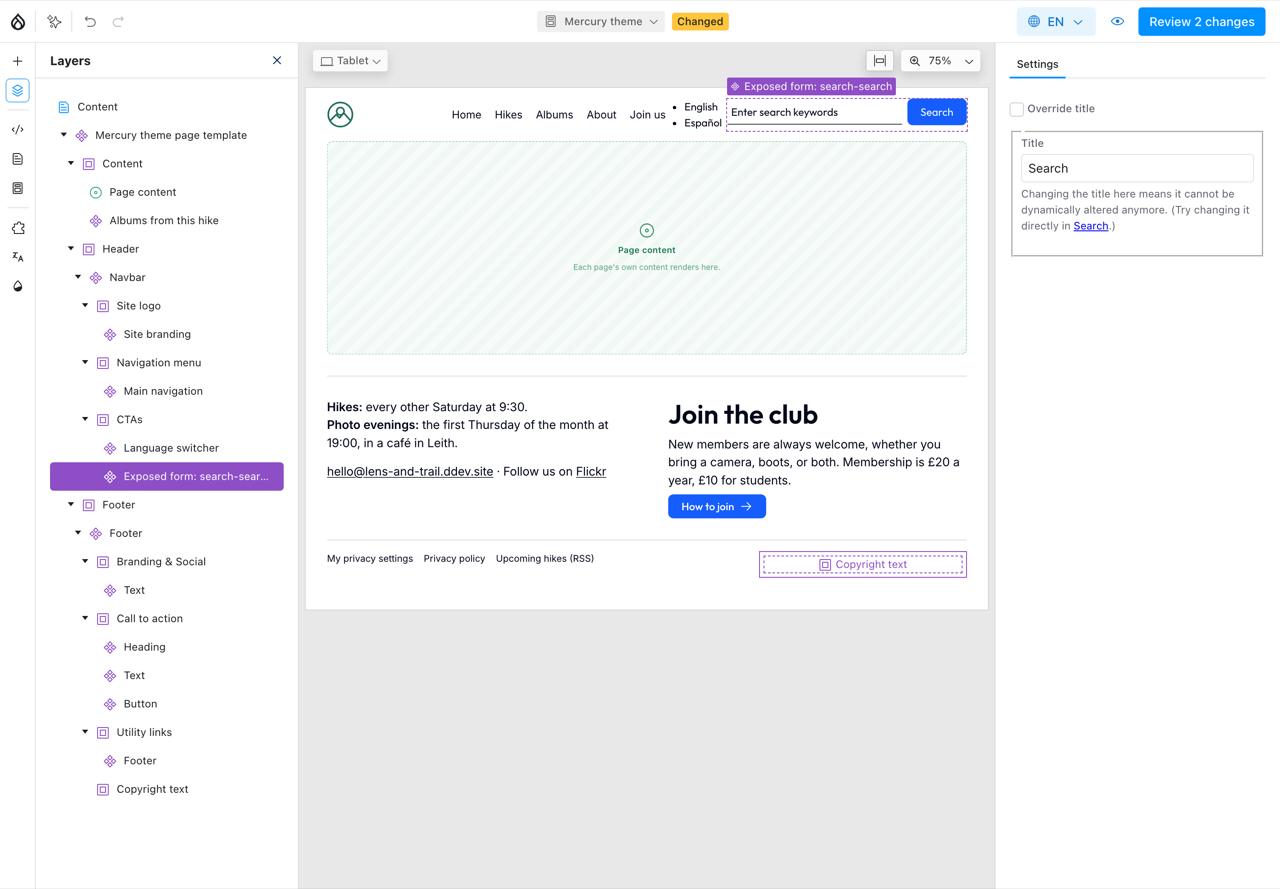 Mercury theme
Changed
EN
Review 2 changes
Layers
Content
Mercury theme page template
Content
Page content
Albums from this hike
Header
Navbar
Site logo
Site branding
Navigation menu
Main navigation
CTAs
Language switcher
Exposed form: search-sear...
Footer
Footer
Branding & Social
Text
Call to action
Heading
Text
Button
Utility links
Footer
Copyright text
Tablet
75%
Exposed form: search-search
Home
Hikes
Albums
About
Join us
English
Español
Enter search keywords
Search
Page content
Each page's own content renders here.
Hikes: every other Saturday at 9:30.
Photo evenings: the first Thursday of the month at
19:00, in a café in Leith.
hello@lens-and-trail.ddev.site · Follow us on Flickr
Join the club
New members are always welcome, whether you
bring a camera, boots, or both. Membership is £20 a
year, £10 for students.
How to join
My privacy settings
Privacy policy
Upcoming hikes (RSS)
Copyright text
Settings
Override title
Title
Search
Changing the title here means it cannot be
dynamically altered anymore. (Try changing it
directly in Search.)